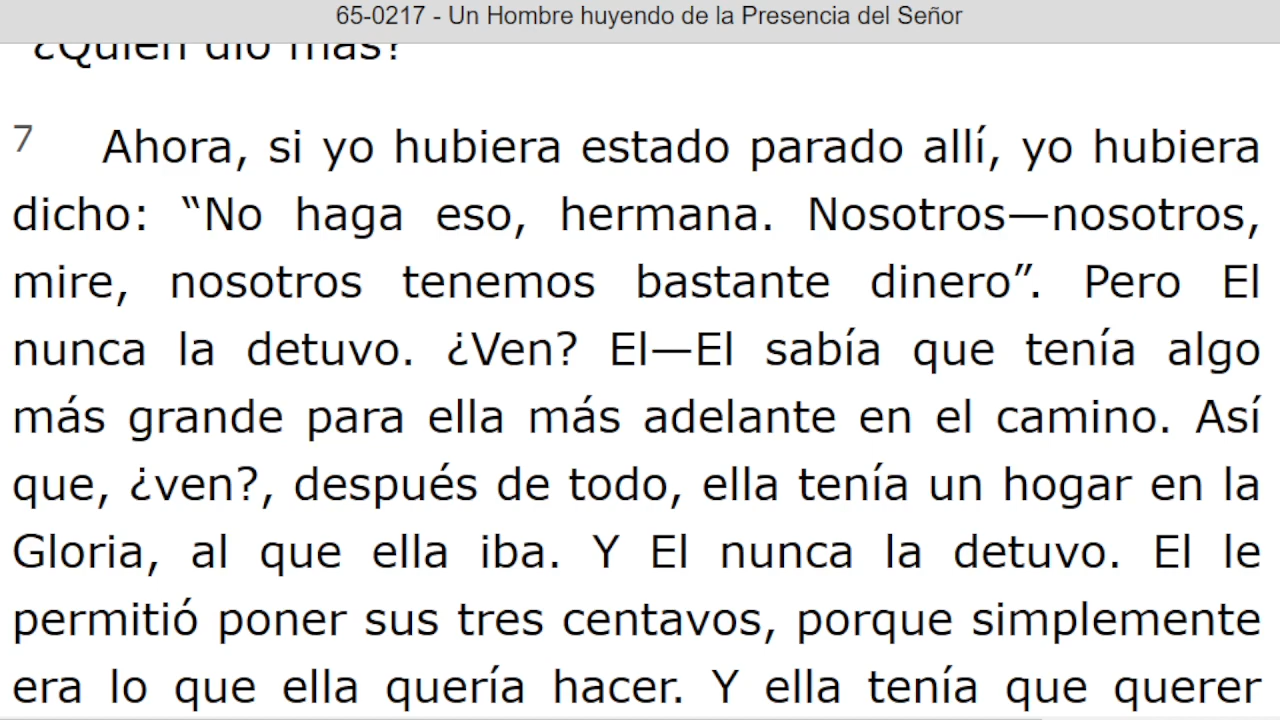 65-0217 - Un Hombre huyendo de la Presencia del Señor
¿Quién dio más?
7 Ahora, si yo hubiera estado parado allí, yo hubiera
dicho: “No haga eso, hermana. Nosotros—nosotros,
mire, nosotros tenemos bastante dinero”. Pero El
nunca la detuvo. ¿Ven? El—El sabía que tenía algo
más grande para ella más adelante en el camino. Así
que, ¿ven?, después de todo, ella tenía un hogar en la
Gloria, al que ella iba. Y El nunca la detuvo. El le
permitió poner sus tres centavos, porque simplemente
era lo que ella quería hacer. Y ella tenía que querer